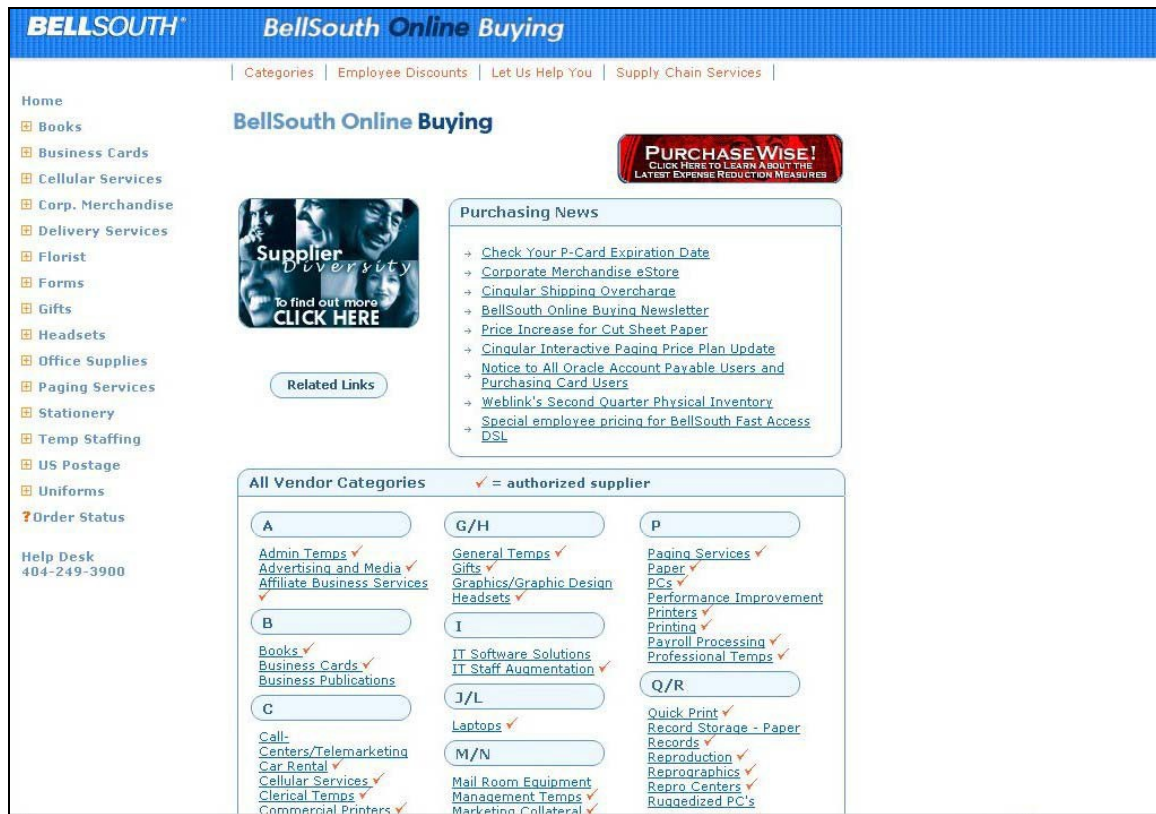 BELLSOUTH®
BellSouth Online Buying
Categories | Employee Discounts | Let Us Help You | Supply Chain Services |
Home
Books
Business Cards
Cellular Services
Corp. Merchandise
Delivery Services
Florist
Forms
Gifts
Headsets
Office Supplies
Paging Services
Stationery
Temp Staffing
US Postage
Uniforms
?Order Status
Help Desk
404-249-3900
BellSouth Online Buying
PURCHASEWISE!
CLICK HERE TO LEARN ABOUT THE
LATEST EXPENSE REDUCTION MEASURES
Supplier
Diversity
To find out more
CLICK HERE
Related Links
Purchasing News
Check Your P-Card Expiration Date
Corporate Merchandise eStore
Cingular Shipping Overcharge
BellSouth Online Buying Newsletter
Price Increase for Cut Sheet Paper
Cingular Interactive Paging Price Plan Update
Notice to All Oracle Account Payable Users and
Purchasing Card Users
Weblink's Second Quarter Physical Inventory
Special employee pricing for BellSouth Fast Access
DSL
All Vendor Categories ✓ = authorized supplier
A
Admin Temps ✓
Advertising and Media ✓
Affiliate Business Services
✓
B
Books ✓
Business Cards ✓
Business Publications
C
Call-
Centers/Telemarketing
Car Rental ✓
Cellular Services ✓
Clerical Temps ✓
Commercial Printers ✓
G/H
General Temps ✓
Gifts ✓
Graphics/Graphic Design
Headsets ✓
I
IT Software Solutions
IT Staff Augmentation ✓
J/L
Laptops ✓
M/N
Mail Room Equipment
Management Temps ✓
Marketing Collateral ✓
P
Paging Services ✓
Paper ✓
PCs ✓
Performance Improvement
Printers ✓
Printing ✓
Payroll Processing ✓
Professional Temps ✓
Q/R
Quick Print ✓
Record Storage - Paper
Records ✓
Reproduction ✓
Reprographics ✓
Repro Centers ✓
Ruggedized PC's